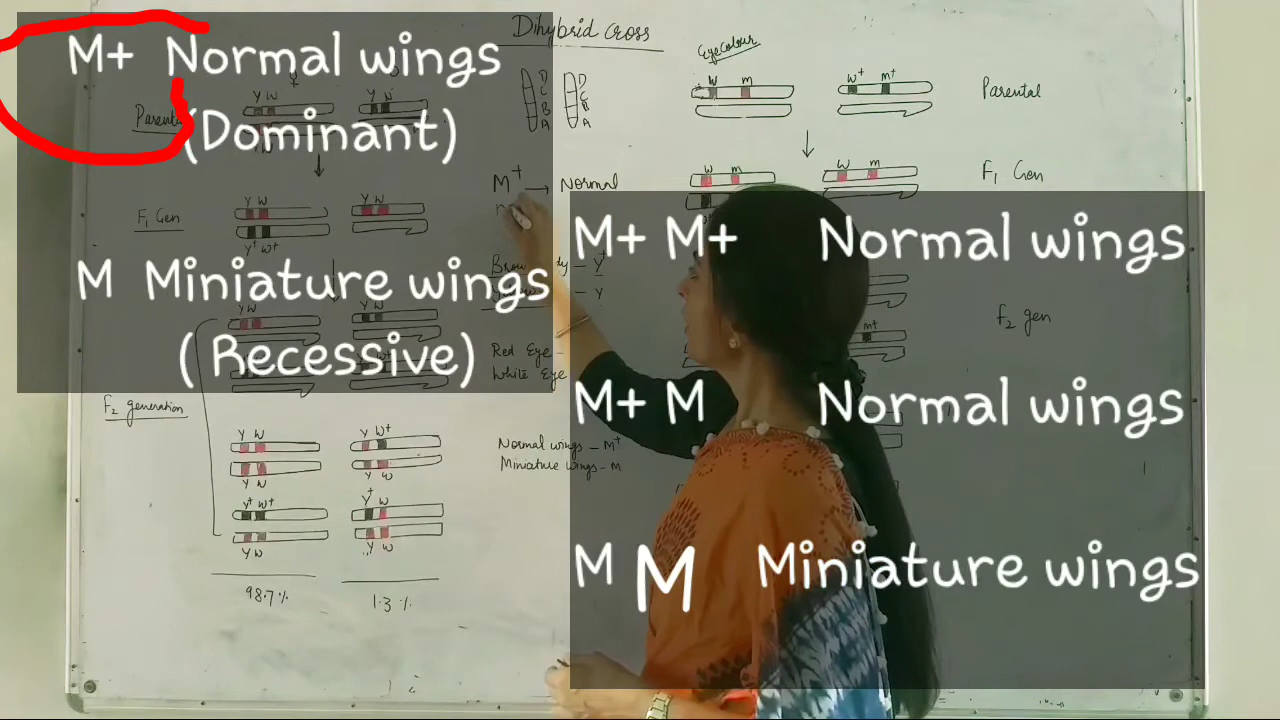 Dihybrid cross
M+ Normal wings
(Dominant)
M Miniature wings
(Recessive)
M+ M+ Normal wings
M+ M Normal wings
M M Miniature wings
Eye Colour
w m
w+ m+
Parental
Y W
Y W
Parental
Y W
D D
C C
B B
A A
M+ → Normal
w m
w m
F1 Gen
F1 Gen
Y W
Y+ W+
Y+
– Y
Red Eye –
White Eye
Y W
Y W
m+
F2 gen
F2 generation
Y W
Y W+
Y W
Y W
Normal wings – M+
Miniature wings – M
Y+ W+
Y+ W
Y W
Y W
98.7%
1.3%